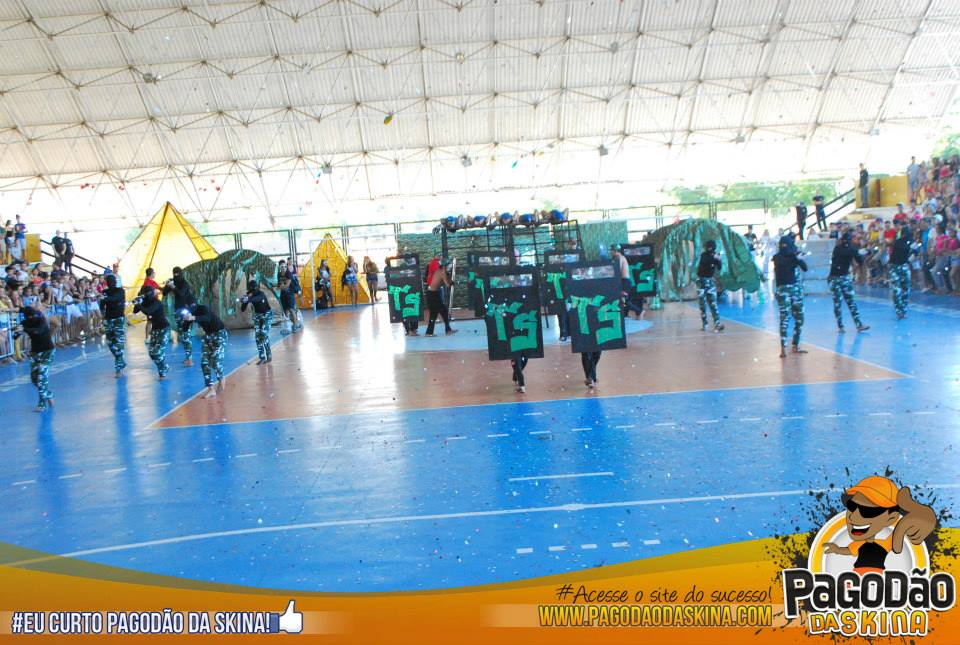 TS
TS
TS
TS
#Acesse o site do sucesso!
#EU CURTO PAGODÃO DA SKINA!
WWW.PAGODAODASKINA.COM
PAGODÃO
DA SKINA